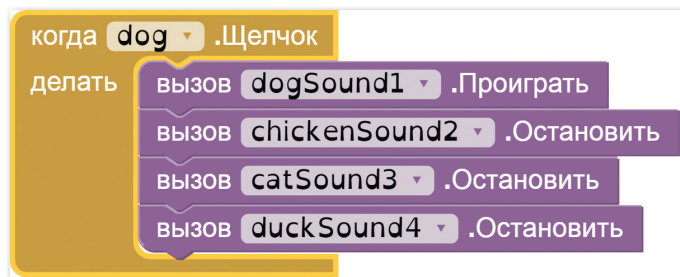 когда dog .Щелчок
делать вызов dogSound1 .Проиграть
вызов chickenSound2 .Остановить
вызов catSound3 .Остановить
вызов duckSound4 .Остановить